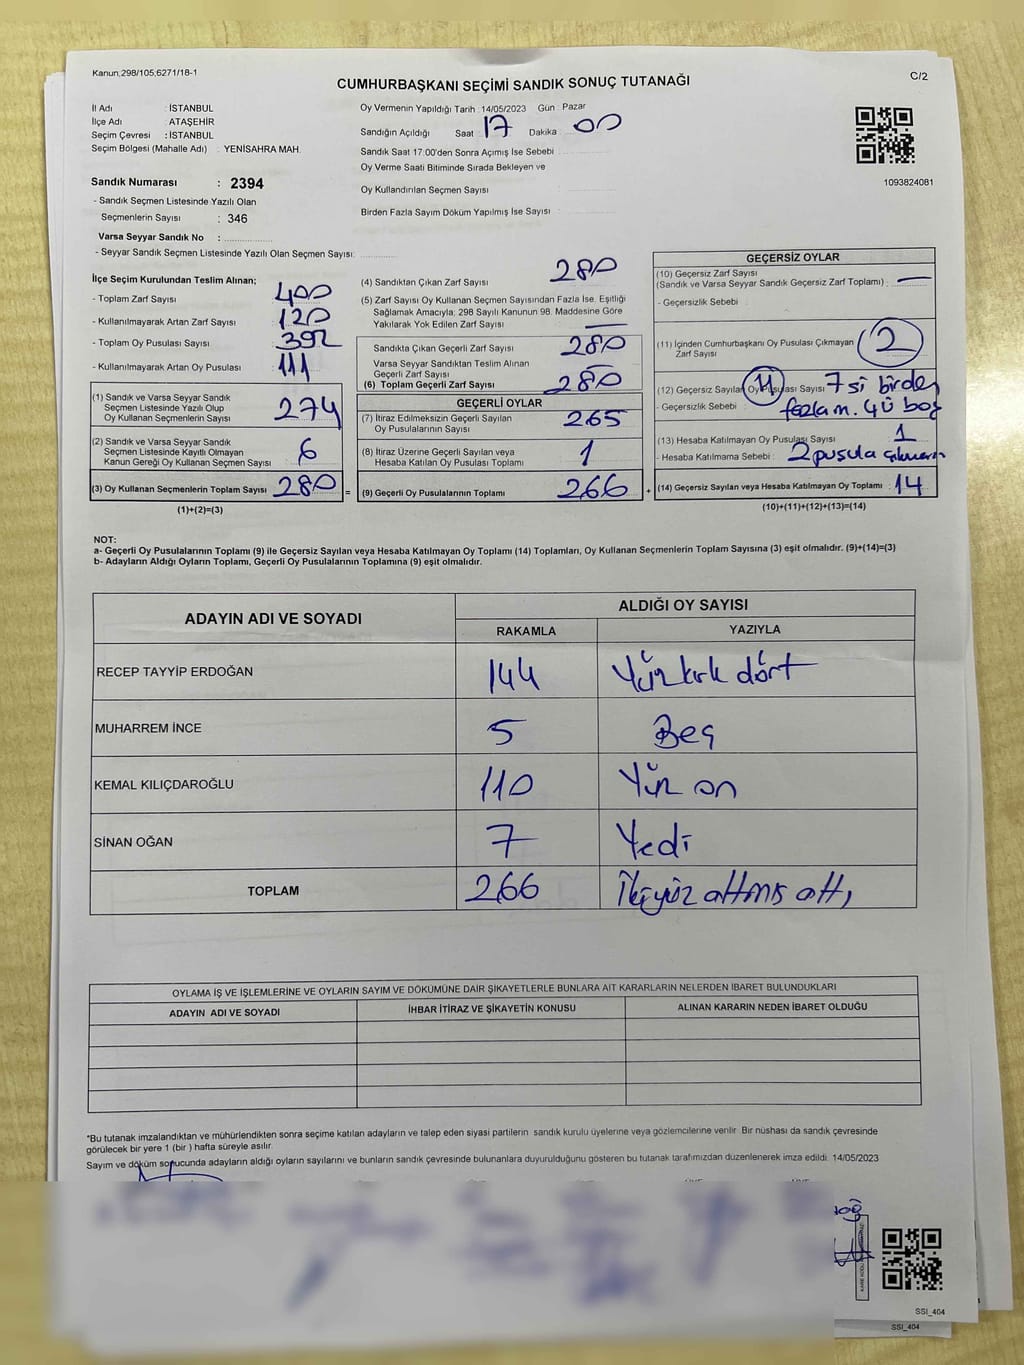 Kanun;298/105;6271/18-1
C/2
CUMHURBAŞKANI SEÇİMİ SANDIK SONUÇ TUTANAĞI
İl Adı : İSTANBUL
İlçe Adı : ATAŞEHİR
Seçim Çevresi : İSTANBUL
Seçim Bölgesi (Mahalle Adı) : YENİSAHRA MAH.
Oy Vermenin Yapıldığı Tarih : 14/05/2023 Gün : Pazar
Sandığın Açıldığı Saat : 17 Dakika : 00
Sandık Saat 17:00'den Sonra Açımış İse Sebebi :
Oy Verme Saati Bitiminde Sırada Bekleyen ve
Oy Kullandırılan Seçmen Sayısı :
Birden Fazla Sayım Döküm Yapılmış İse Sayısı :
1093824081
Sandık Numarası : 2394
- Sandık Seçmen Listesinde Yazılı Olan
Seçmenlerin Sayısı : 346
Varsa Seyyar Sandık No :
- Seyyar Sandık Seçmen Listesinde Yazılı Olan Seçmen Sayısı:
İlçe Seçim Kurulundan Teslim Alınan;
- Toplam Zarf Sayısı : 400
- Kullanılmayarak Artan Zarf Sayısı : 120
- Toplam Oy Pusulası Sayısı : 392
- Kullanılmayarak Artan Oy Pusulası : 111
(1) Sandık ve Varsa Seyyar Sandık
Seçmen Listesinde Yazılı Olup
Oy Kullanan Seçmenlerin Sayısı : 274
(2) Sandık ve Varsa Seyyar Sandık
Seçmen Listesinde Kayıtlı Olmayan
Kanun Gereği Oy Kullanan Seçmen Sayısı : 6
(3) Oy Kullanan Seçmenlerin Toplam Sayısı : 280 =
(1)+(2)=(3)
(4) Sandıktan Çıkan Zarf Sayısı : 280
(5) Zarf Sayısı Oy Kullanan Seçmen Sayısından Fazla İse, Eşitliği
Sağlamak Amacıyla; 298 Sayılı Kanunun 98. Maddesine Göre
Yakılarak Yok Edilen Zarf Sayısı : —
Sandıkta Çıkan Geçerli Zarf Sayısı : 280
Varsa Seyyar Sandıktan Teslim Alınan
Geçerli Zarf Sayısı : —
(6) Toplam Geçerli Zarf Sayısı : 280
GEÇERLİ OYLAR
(7) İtiraz Edilmeksizin Geçerli Sayılan
Oy Pusulalarının Sayısı : 265
(8) İtiraz Üzerine Geçerli Sayılan veya
Hesaba Katılan Oy Pusulası Toplamı : 1
(9) Geçerli Oy Pusulalarının Toplamı : 266 +
GEÇERSİZ OYLAR
(10) Geçersiz Zarf Sayısı
(Sandık ve Varsa Seyyar Sandık Geçersiz Zarf Toplamı) : —
- Geçersizlik Sebebi :
(11) İçinden Cumhurbaşkanı Oy Pusulası Çıkmayan
Zarf Sayısı : 2
(12) Geçersiz Sayılan Oy Pusulası Sayısı : 11 7 si birden
- Geçersizlik Sebebi : fazla m. 4ü boş
(13) Hesaba Katılmayan Oy Pusulası Sayısı : 1
- Hesaba Katılmama Sebebi : 2 pusula
(14) Geçersiz Sayılan veya Hesaba Katılmayan Oy Toplamı : 14
(10)+(11)+(12)+(13)=(14)
NOT:
a- Geçerli Oy Pusulalarının Toplamı (9) ile Geçersiz Sayılan veya Hesaba Katılmayan Oy Toplamı (14) Toplamları, Oy Kullanan Seçmenlerin Toplam Sayısına (3) eşit olmalıdır. (9)+(14)=(3)
b- Adayların Aldığı Oyların Toplamı, Geçerli Oy Pusulalarının Toplamına (9) eşit olmalıdır.
ADAYIN ADI VE SOYADI
ALDIĞI OY SAYISI
RAKAMLA YAZIYLA
RECEP TAYYİP ERDOĞAN 144 Yüz kırk dört
MUHARREM İNCE 5 Beş
KEMAL KILIÇDAROĞLU 110 Yüz on
SİNAN OĞAN 7 Yedi
TOPLAM 266 İkiyüz altmış altı
OYLAMA İŞ VE İŞLEMLERİNE VE OYLARIN SAYIM VE DÖKÜMÜNE DAİR ŞİKAYETLERLE BUNLARA AİT KARARLARIN NELERDEN İBARET BULUNDUKLARI
ADAYIN ADI VE SOYADI İHBAR İTİRAZ VE ŞİKAYETİN KONUSU ALINAN KARARIN NEDEN İBARET OLDUĞU
*Bu tutanak imzalandıktan ve mühürlendikten sonra seçime katılan adayların ve talep eden siyasi partilerin sandık kurulu üyelerine veya gözlemcilerine verilir. Bir nüshası da sandık çevresinde
görülecek bir yere 1 (bir) hafta süreyle asılır.
Sayım ve döküm sonucunda adayların aldığı oyların sayılarını ve bunların sandık çevresinde bulunanlara duyurulduğunu gösteren bu tutanak tarafımızdan düzenlenerek imza edildi. 14/05/2023
SSİ_404
SSİ_404